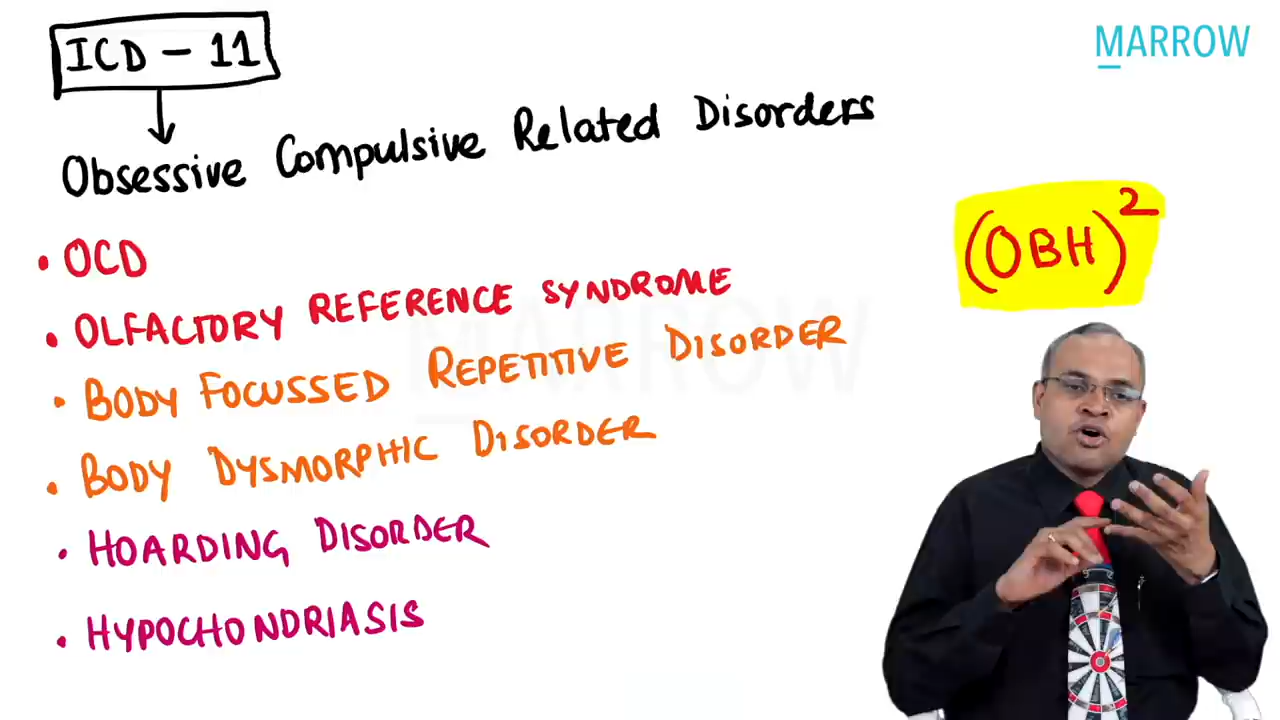 ICD - 11
MARROW
Obsessive Compulsive Related Disorders
(OBH)²
• OCD
• OLFACTORY REFERENCE SYNDROME
• BODY FOCUSSED REPETITIVE DISORDER
• BODY DYSMORPHIC DISORDER
• HOARDING DISORDER
• HYPOCHONDRIASIS
MARROW